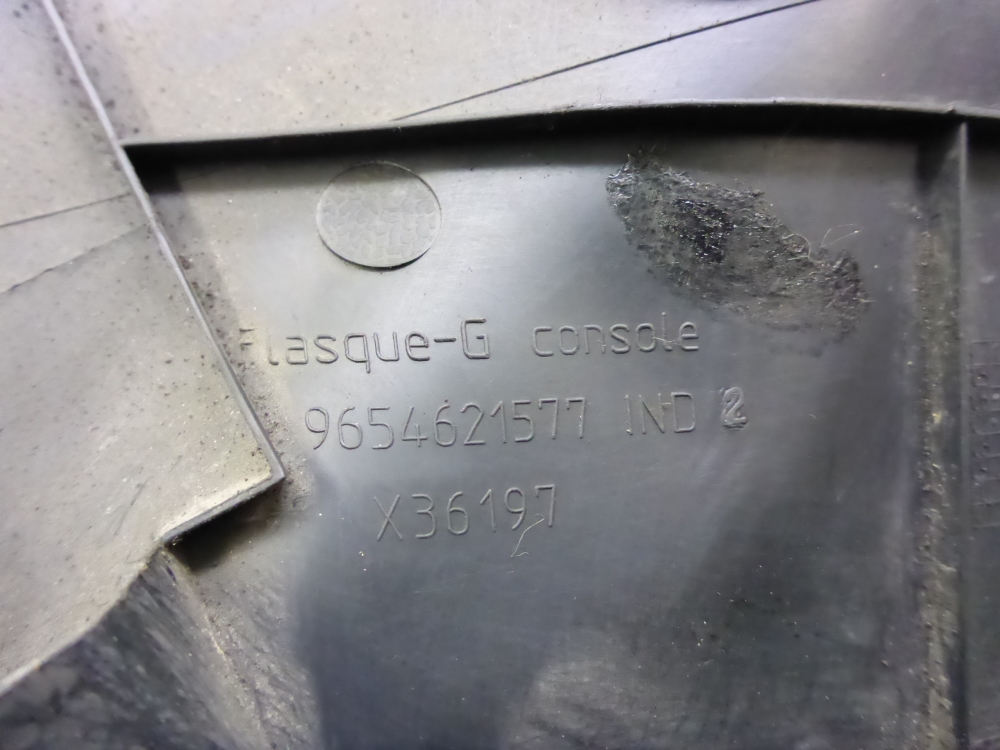 Flasque-G console
9654621577 IND 2
X36197